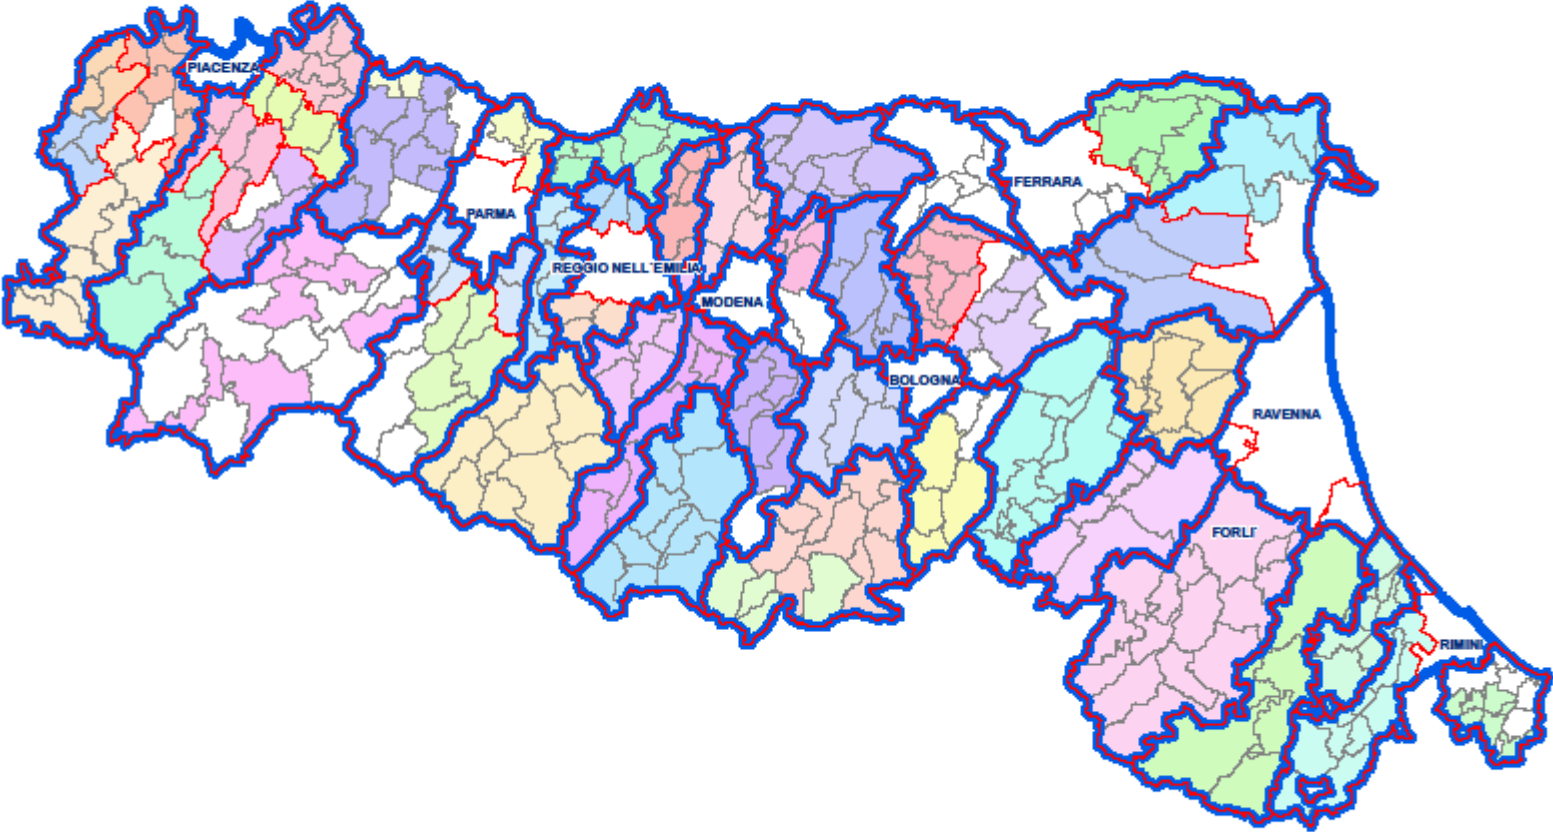 PIACENZA
FERRARA
PARMA
REGGIO NELL'EMILIA
MODENA
BOLOGNA
RAVENNA
FORLI'
RIMINI